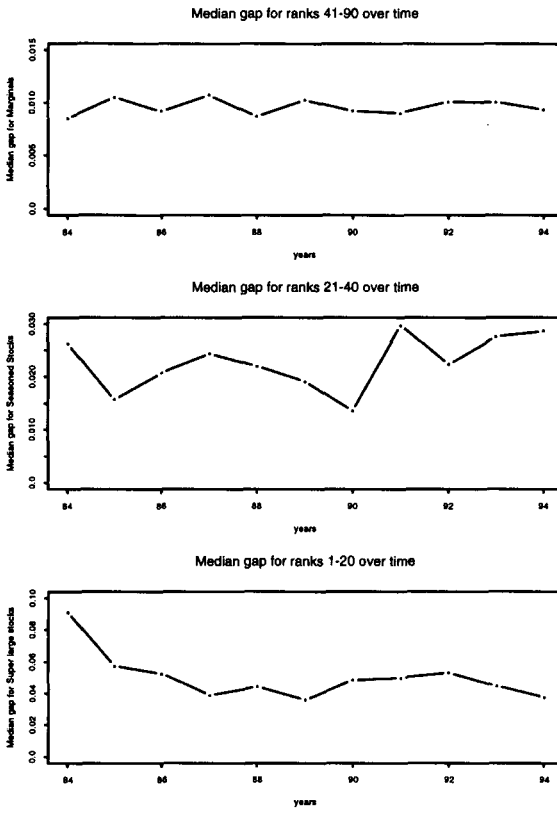 Median gap for ranks 41-90 over time
Median gap for Marginals
0.015
0.010
0.005
0.0
84 86 88 90 92 94
years
Median gap for ranks 21-40 over time
Median gap for Seasoned Stocks
0.030
0.020
0.010
0.0
84 86 88 90 92 94
years
Median gap for ranks 1-20 over time
Median gap for Super large stocks
0.10
0.08
0.06
0.04
0.02
0.0
84 86 88 90 92 94
years